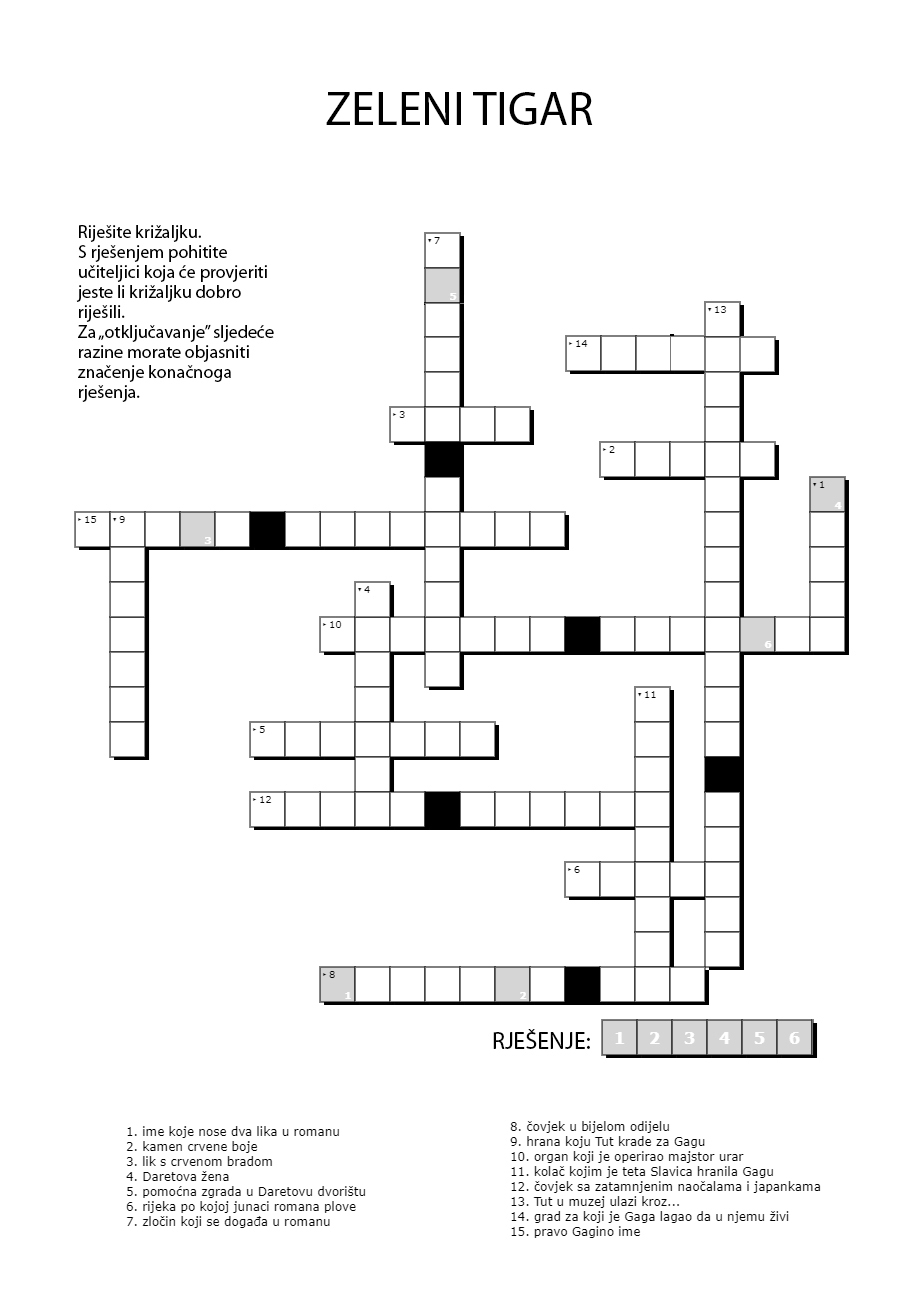 ZELENI TIGAR
Riješite križaljku.
S rješenjem pohitite
učiteljici koja će provjeriti
jeste li križaljku dobro
riješili.
Za „otključavanje” sljedeće
razine morate objasniti
značenje konačnoga
rješenja.
7
5
13
14
3
2
1
4
15 9
3
4
10
6
11
5
12
6
8
1
2
RJEŠENJE: 1 2 3 4 5 6
1. ime koje nose dva lika u romanu
2. kamen crvene boje
3. lik s crvenom bradom
4. Daretova žena
5. pomoćna zgrada u Daretovu dvorištu
6. rijeka po kojoj junaci romana plove
7. zločin koji se događa u romanu
8. čovjek u bijelom odijelu
9. hrana koju Tut krade za Gagu
10. organ koji je operirao majstor urar
11. kolač kojim je teta Slavica hranila Gagu
12. čovjek sa zatamnjenim naočalama i japankama
13. Tut u muzej ulazi kroz...
14. grad za koji je Gaga lagao da u njemu živi
15. pravo Gagino ime